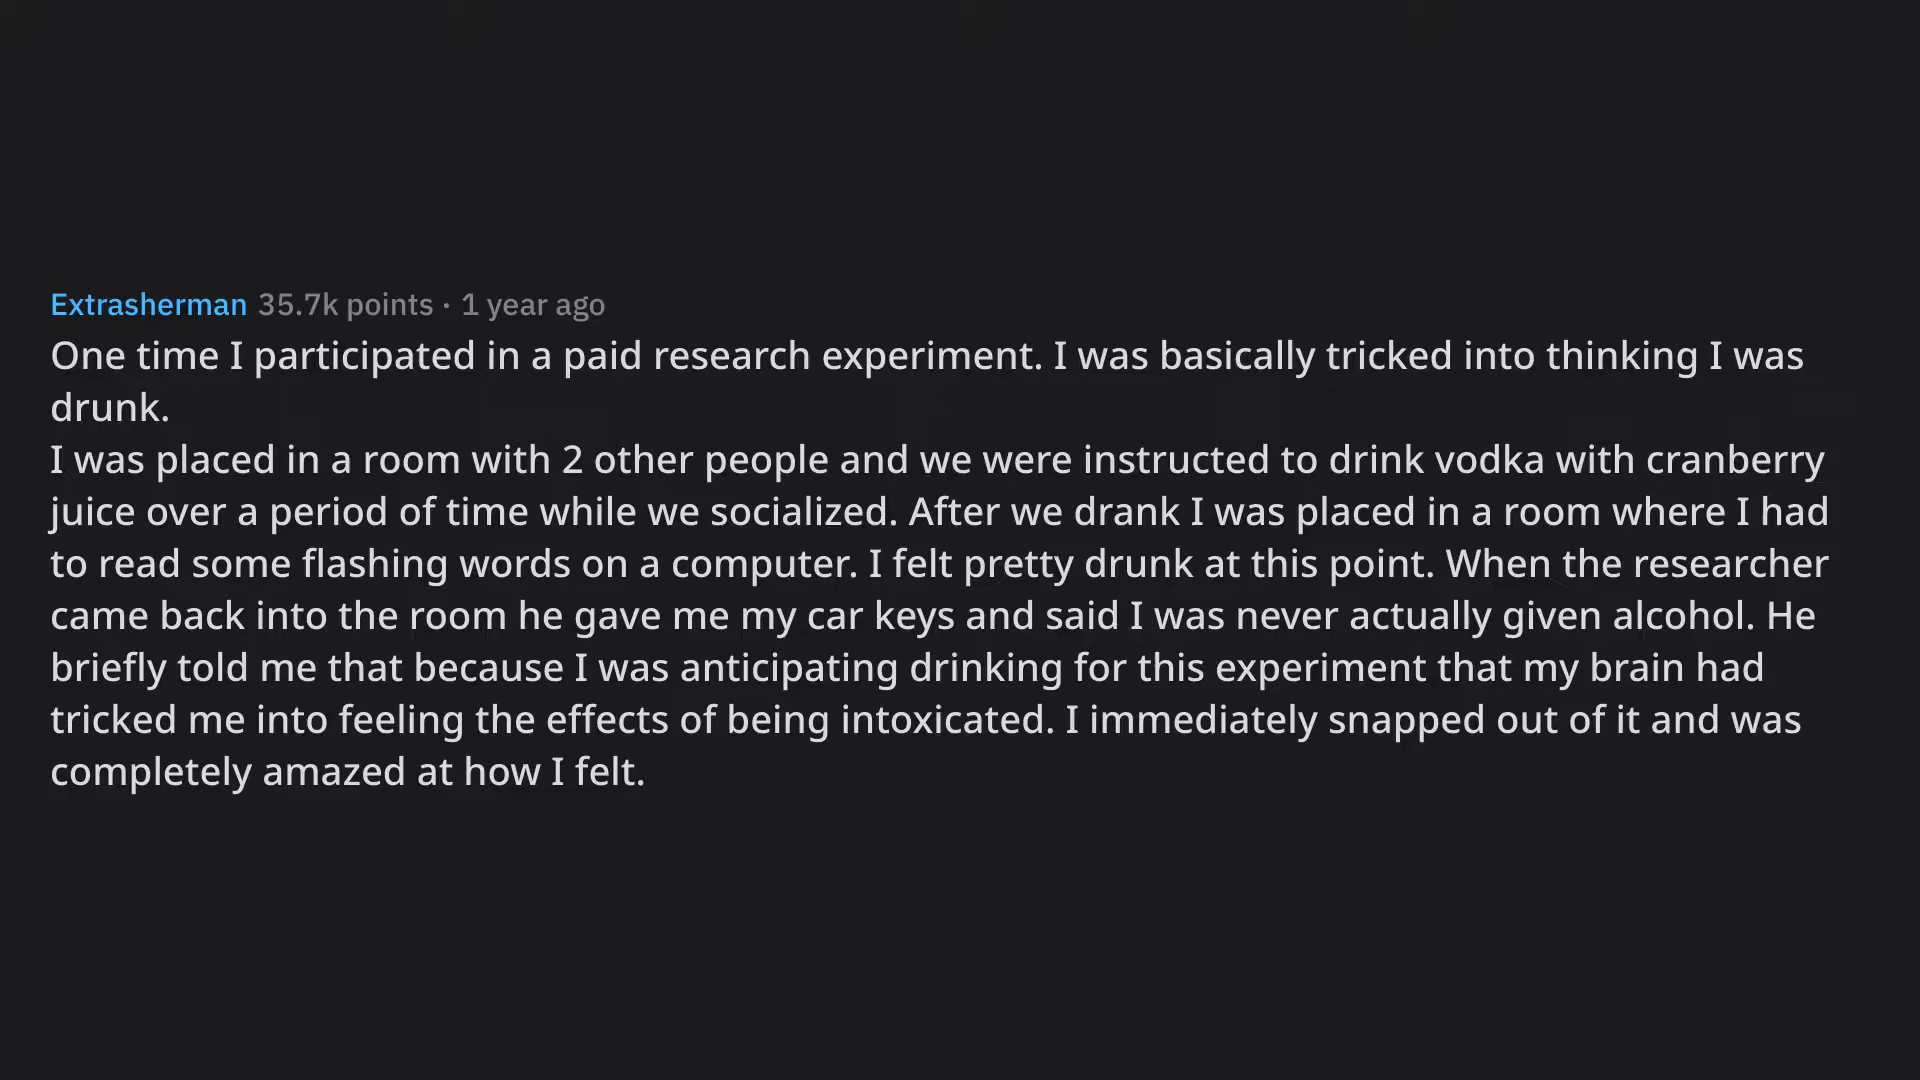 Extrasherman 35.7k points · 1 year ago
One time I participated in a paid research experiment. I was basically tricked into thinking I was
drunk.
I was placed in a room with 2 other people and we were instructed to drink vodka with cranberry
juice over a period of time while we socialized. After we drank I was placed in a room where I had
to read some flashing words on a computer. I felt pretty drunk at this point. When the researcher
came back into the room he gave me my car keys and said I was never actually given alcohol. He
briefly told me that because I was anticipating drinking for this experiment that my brain had
tricked me into feeling the effects of being intoxicated. I immediately snapped out of it and was
completely amazed at how I felt.